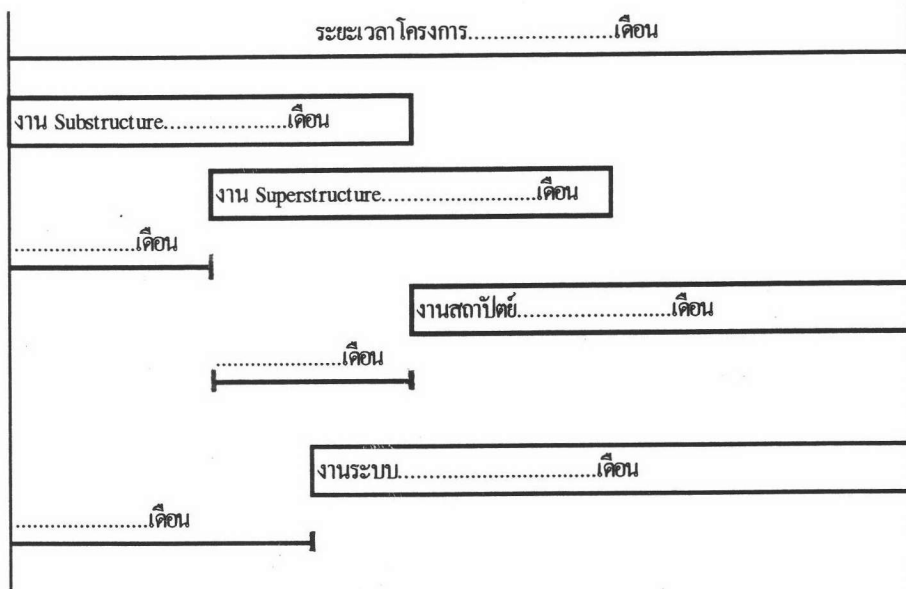 ระยะเวลาโครงการ........................เดือน
งาน Substructure.....................เดือน
งาน Superstructure..........................เดือน
.....................เดือน
งานสถาปัตย์..........................เดือน
.....................เดือน
งานระบบ.................................เดือน
.......................เดือน